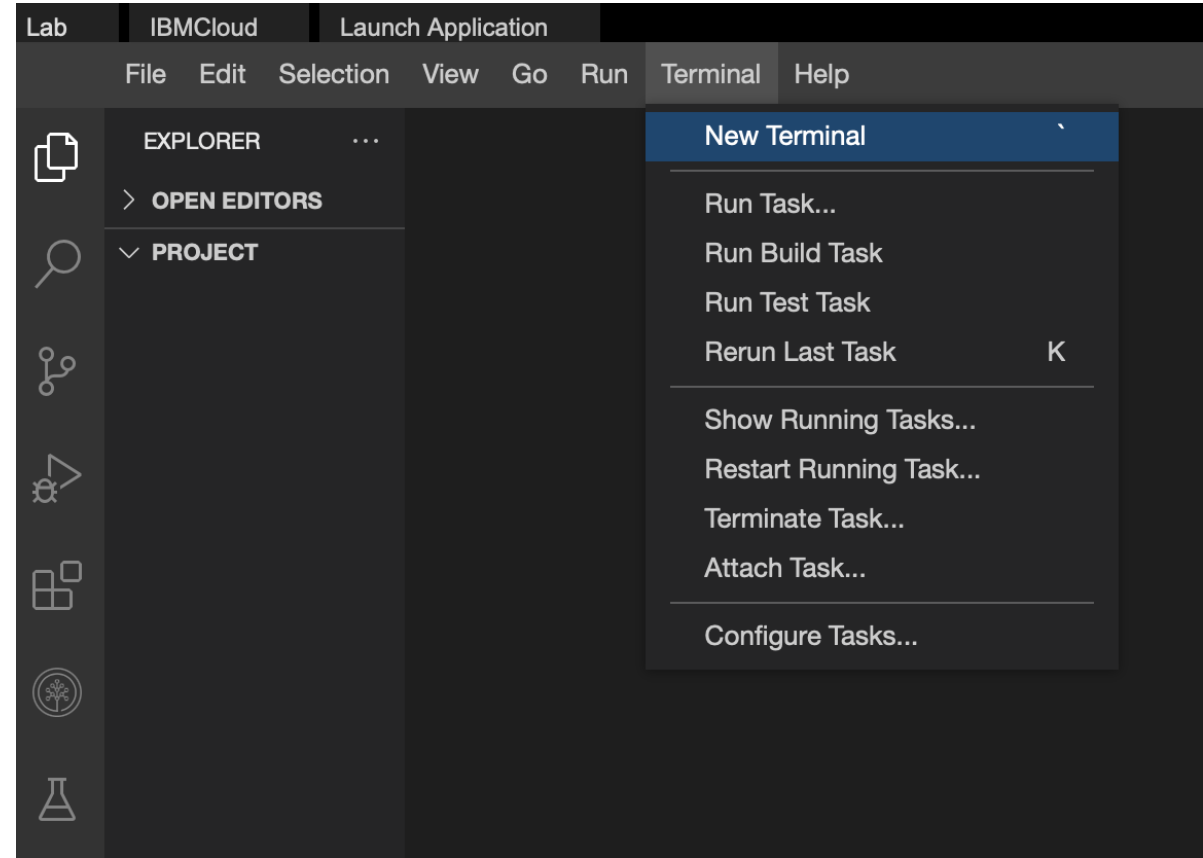 Lab IBMCloud Launch Application
File Edit Selection View Go Run Terminal Help
EXPLORER ...
OPEN EDITORS
PROJECT
New Terminal `
Run Task...
Run Build Task
Run Test Task
Rerun Last Task K
Show Running Tasks...
Restart Running Task...
Terminate Task...
Attach Task...
Configure Tasks...